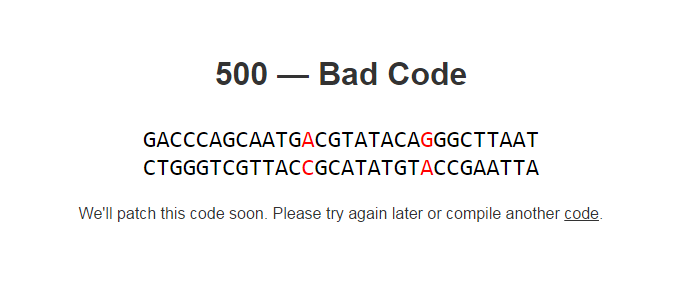 500 — Bad Code
GACCCAGCAATGACGTATACAGGGCTTAAT
CTGGGTCGTTACCGCATATGTACCGAATTA
We'll patch this code soon. Please try again later or compile another code.